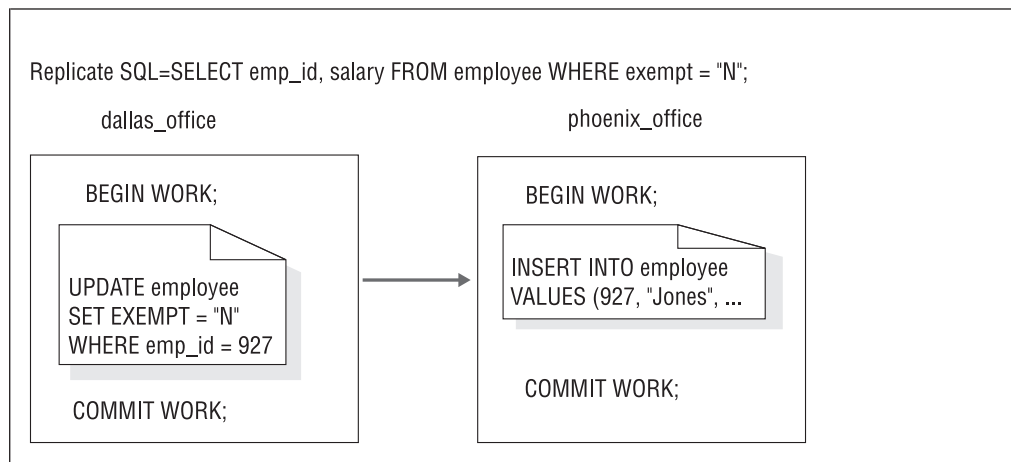 Replicate SQL=SELECT emp_id, salary FROM employee WHERE exempt = "N";
dallas_office
BEGIN WORK;
UPDATE employee
SET EXEMPT = "N"
WHERE emp_id = 927
COMMIT WORK;
phoenix_office
BEGIN WORK;
INSERT INTO employee
VALUES (927, "Jones", ...
COMMIT WORK;